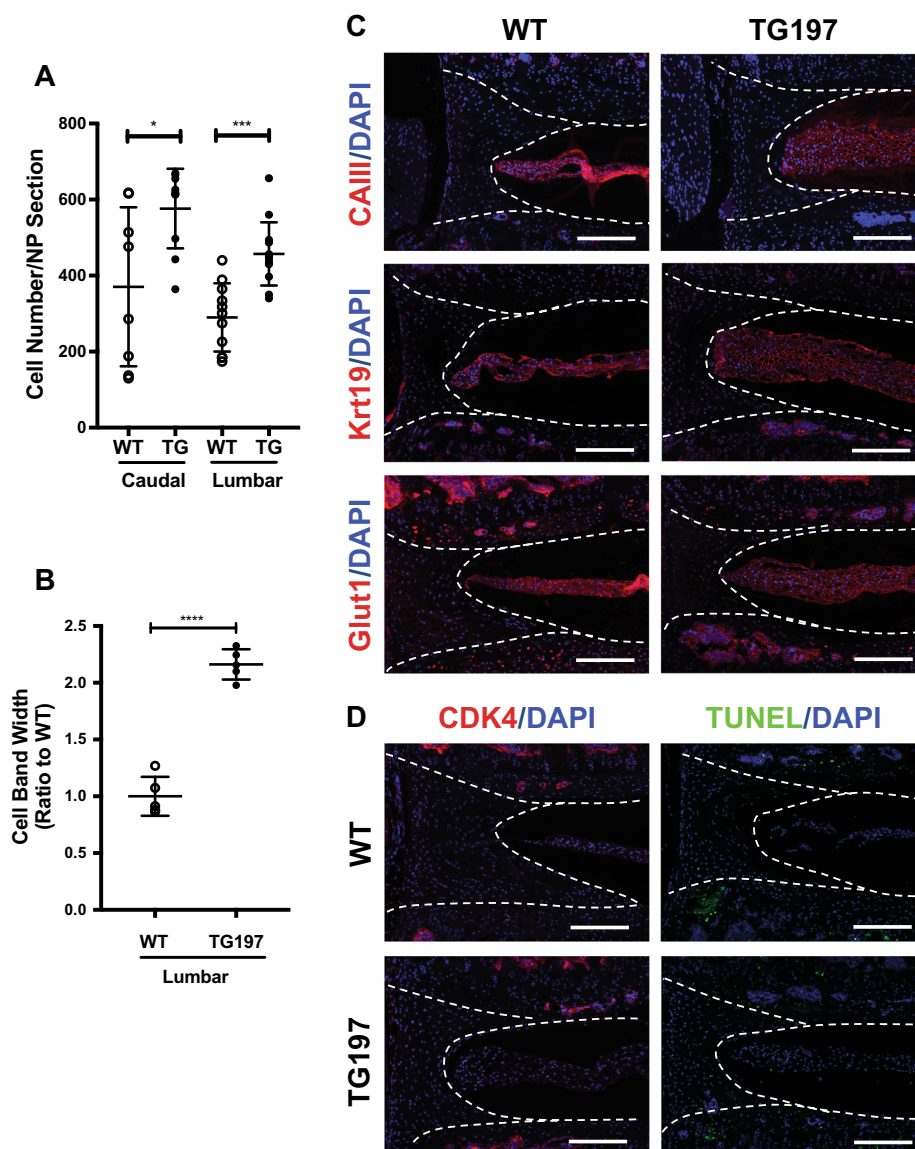 A
Cell Number/NP Section
800
600
400
200
0
*
***
WT TG WT TG
Caudal Lumbar
B
Cell Band Width
(Ratio to WT)
2.5
2.0
1.5
1.0
0.5
0.0
****
WT TG197
Lumbar
C
WT TG197
CAIII/DAPI
Krt19/DAPI
Glut1/DAPI
D
CDK4/DAPI TUNEL/DAPI
WT
TG197